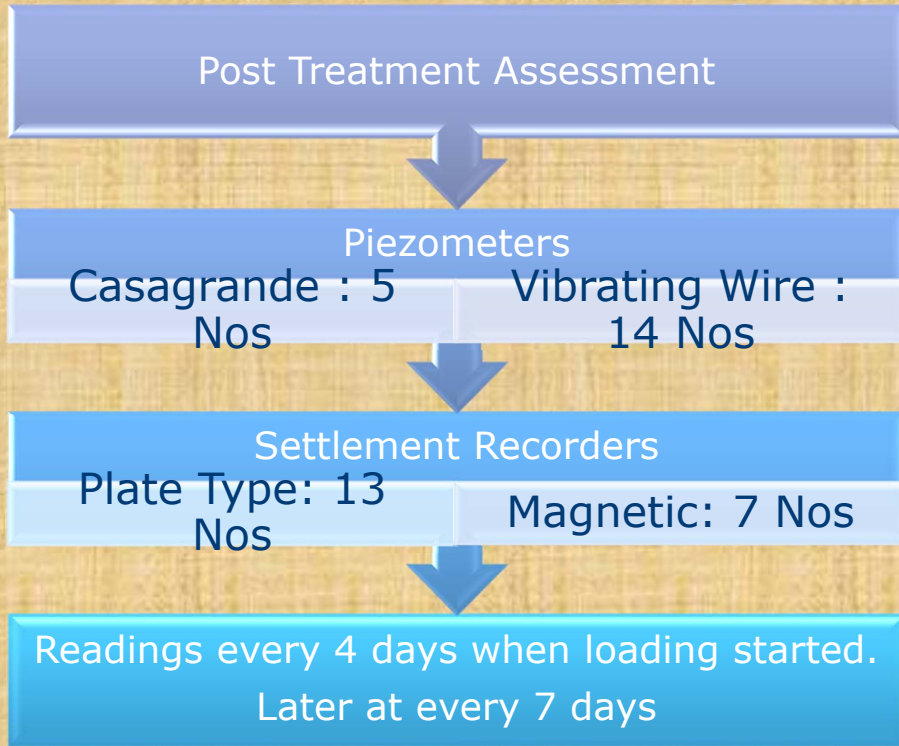 Post Treatment Assessment
Piezometers
Casagrande : 5
Nos
Vibrating Wire :
14 Nos
Settlement Recorders
Plate Type: 13
Nos
Magnetic: 7 Nos
Readings every 4 days when loading started.
Later at every 7 days